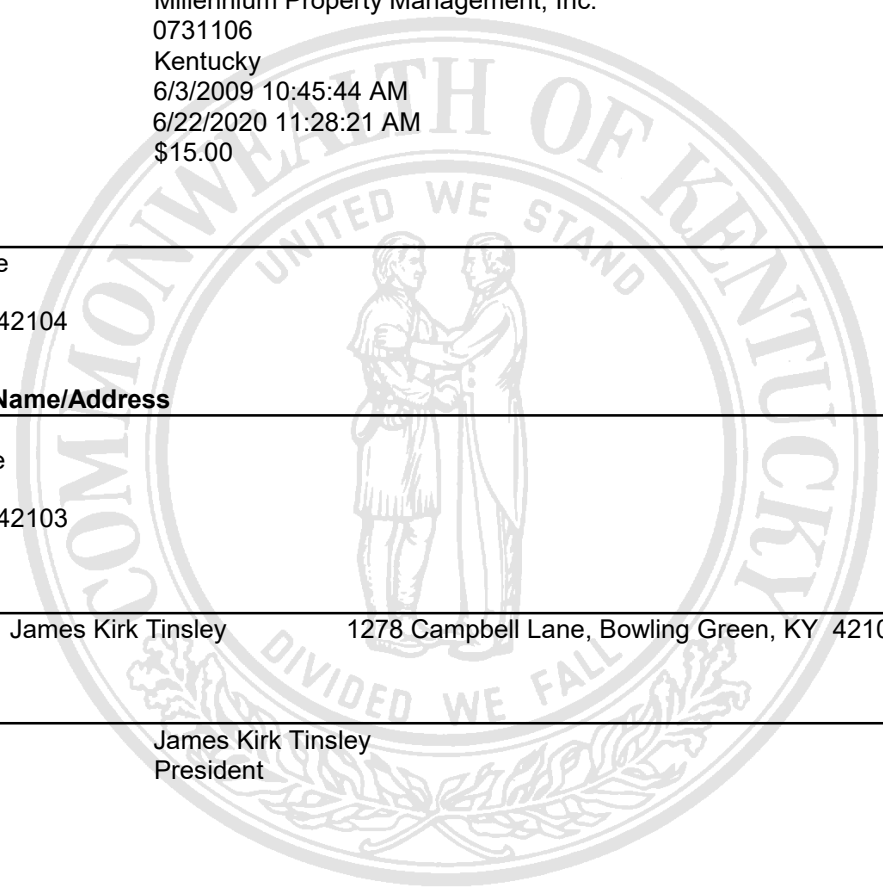 Millennium Property Management, Inc.
0731106
Kentucky
6/3/2009 10:45:44 AM
6/22/2020 11:28:21 AM
$15.00
COMMONWEALTH OF KENTUCKY
UNITED WE STAND
e
42104
Name/Address
e
42103
James Kirk Tinsley 1278 Campbell Lane, Bowling Green, KY 4210
DIVIDED WE FALL
James Kirk Tinsley
President